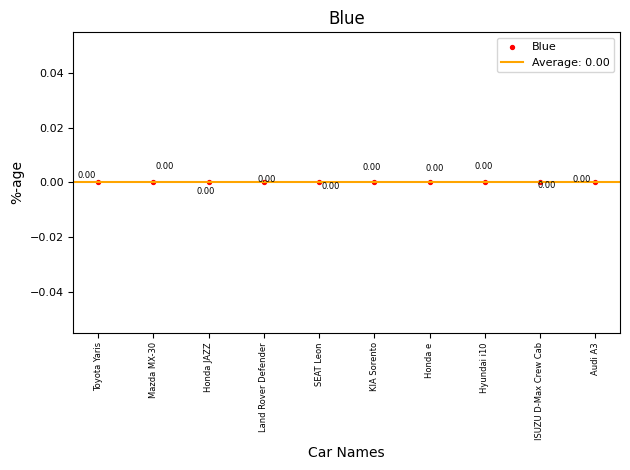 Blue
Blue
Average: 0.00
%-age
0.04
0.02
0.00
−0.02
−0.04
0.00
0.00
0.00
0.00
0.00
0.00
0.00
0.00
0.00
0.00
Toyota Yaris
Mazda MX-30
Honda JAZZ
Land Rover Defender
SEAT Leon
KIA Sorento
Honda e
Hyundai i10
ISUZU D-Max Crew Cab
Audi A3
Car Names